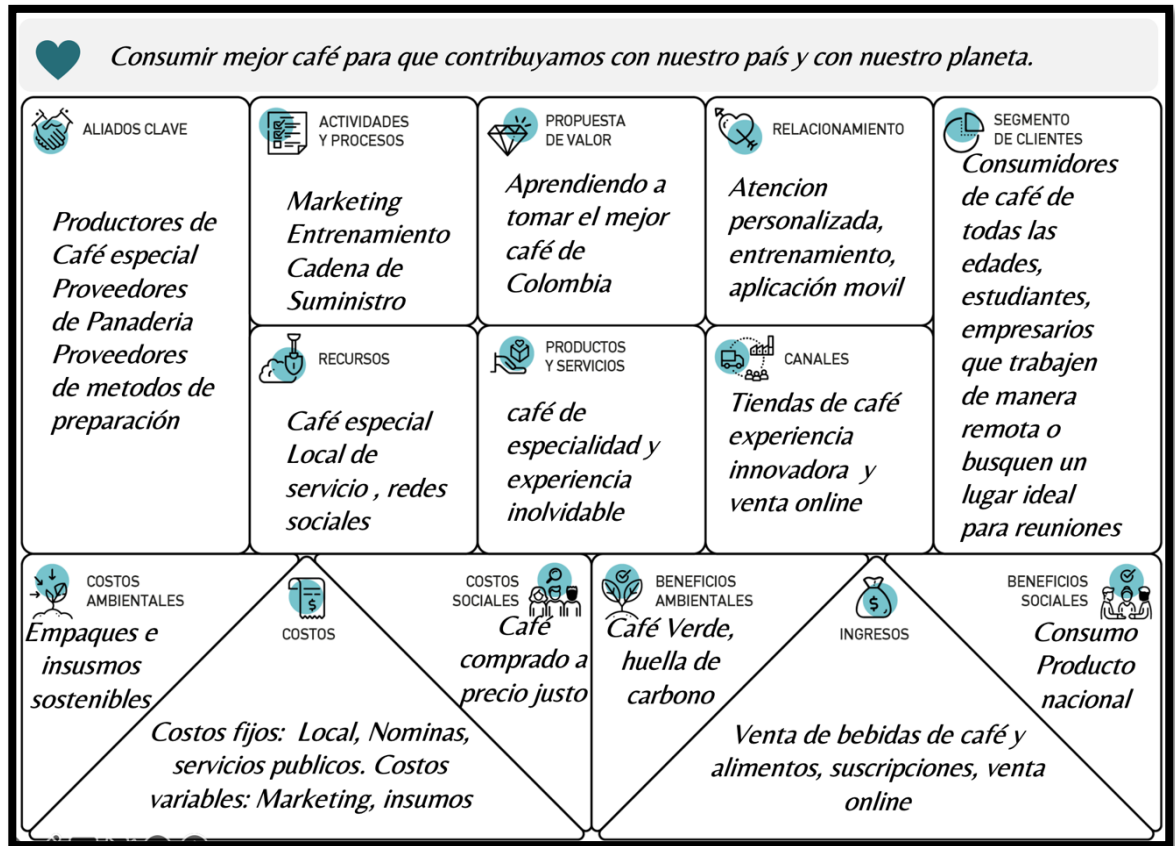 Consumir mejor café para que contribuyamos con nuestro país y con nuestro planeta.
ALIADOS CLAVE
Productores de
Café especial
Proveedores
de Panaderia
Proveedores
de metodos de
preparación
ACTIVIDADES
Y PROCESOS
Marketing
Entrenamiento
Cadena de
Suministro
RECURSOS
Café especial
Local de
servicio , redes
sociales
PROPUESTA
DE VALOR
Aprendiendo a
tomar el mejor
café de
Colombia
PRODUCTOS
Y SERVICIOS
café de
especialidad y
experiencia
inolvidable
RELACIONAMIENTO
Atencion
personalizada,
entrenamiento,
aplicación movil
CANALES
Tiendas de café
experiencia
innovadora y
venta online
SEGMENTO
DE CLIENTES
Consumidores
de café de
todas las
edades,
estudiantes,
empresarios
que trabajen
de manera
remota o
busquen un
lugar ideal
para reuniones
COSTOS
AMBIENTALES
Empaques e
insusmos
sostenibles
$
COSTOS
Costos fijos: Local, Nominas,
servicios publicos. Costos
variables: Marketing, insumos
COSTOS
SOCIALES
Café
comprado a
precio justo
BENEFICIOS
AMBIENTALES
Café Verde,
huella de
carbono
$
INGRESOS
Venta de bebidas de café y
alimentos, suscripciones, venta
online
BENEFICIOS
SOCIALES
Consumo
Producto
nacional